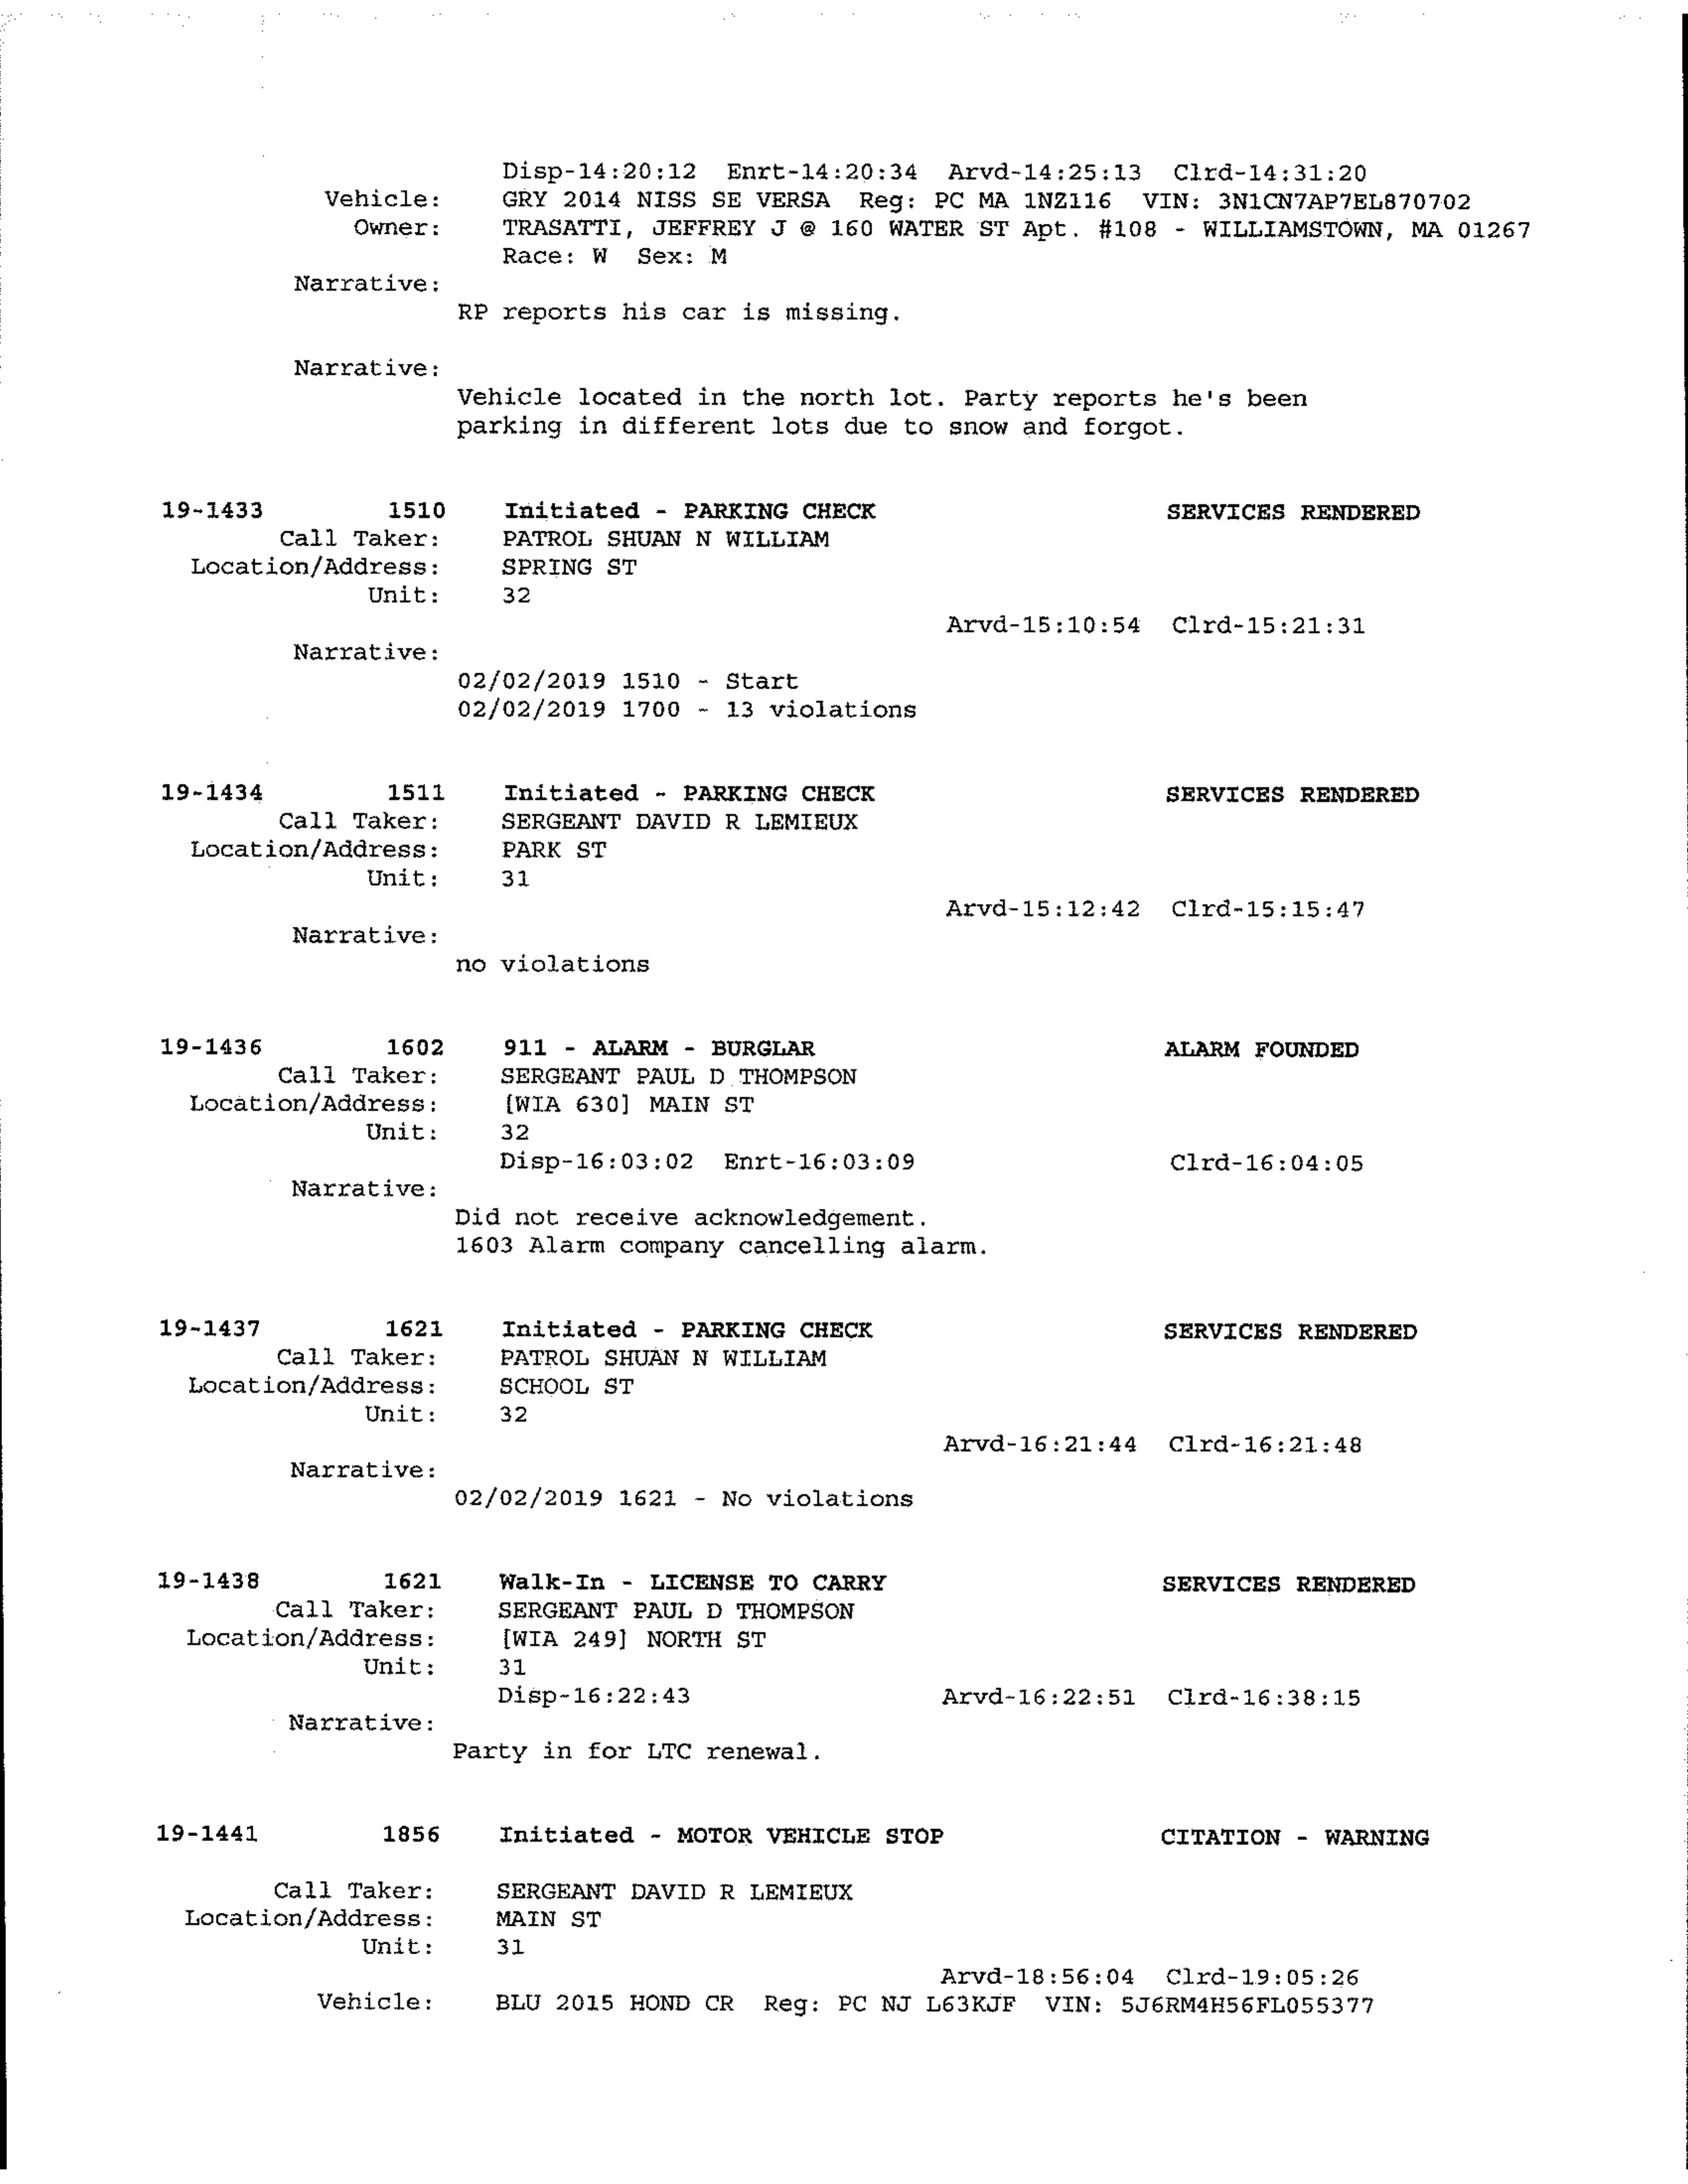 Disp-14:20:12 Enrt-14:20:34 Arvd-14:25:13 Clrd-14:31:20
Vehicle: GRY 2014 NISS SE VERSA Reg: PC MA 1NZ116 VIN: 3N1CN7AP7EL870702
Owner: TRASATTI, JEFFREY J @ 160 WATER ST Apt. #108 - WILLIAMSTOWN, MA 01267
Race: W Sex: M
Narrative:
RP reports his car is missing.
Narrative:
Vehicle located in the north lot. Party reports he's been
parking in different lots due to snow and forgot.
19-1433 1510 Initiated - PARKING CHECK SERVICES RENDERED
Call Taker: PATROL SHUAN N WILLIAM
Location/Address: SPRING ST
Unit: 32
Arvd-15:10:54 Clrd-15:21:31
Narrative:
02/02/2019 1510 - Start
02/02/2019 1700 - 13 violations
19-1434 1511 Initiated - PARKING CHECK SERVICES RENDERED
Call Taker: SERGEANT DAVID R LEMIEUX
Location/Address: PARK ST
Unit: 31
Arvd-15:12:42 Clrd-15:15:47
Narrative:
no violations
19-1436 1602 911 - ALARM - BURGLAR ALARM FOUNDED
Call Taker: SERGEANT PAUL D THOMPSON
Location/Address: [WIA 630] MAIN ST
Unit: 32
Disp-16:03:02 Enrt-16:03:09 Clrd-16:04:05
Narrative:
Did not receive acknowledgement.
1603 Alarm company cancelling alarm.
19-1437 1621 Initiated - PARKING CHECK SERVICES RENDERED
Call Taker: PATROL SHUAN N WILLIAM
Location/Address: SCHOOL ST
Unit: 32
Arvd-16:21:44 Clrd-16:21:48
Narrative:
02/02/2019 1621 - No violations
19-1438 1621 Walk-In - LICENSE TO CARRY SERVICES RENDERED
Call Taker: SERGEANT PAUL D THOMPSON
Location/Address: [WIA 249] NORTH ST
Unit: 31
Disp-16:22:43 Arvd-16:22:51 Clrd-16:38:15
Narrative:
Party in for LTC renewal.
19-1441 1856 Initiated - MOTOR VEHICLE STOP CITATION - WARNING
Call Taker: SERGEANT DAVID R LEMIEUX
Location/Address: MAIN ST
Unit: 31
Arvd-18:56:04 Clrd-19:05:26
Vehicle: BLU 2015 HOND CR Reg: PC NJ L63KJF VIN: 5J6RM4H56FL055377